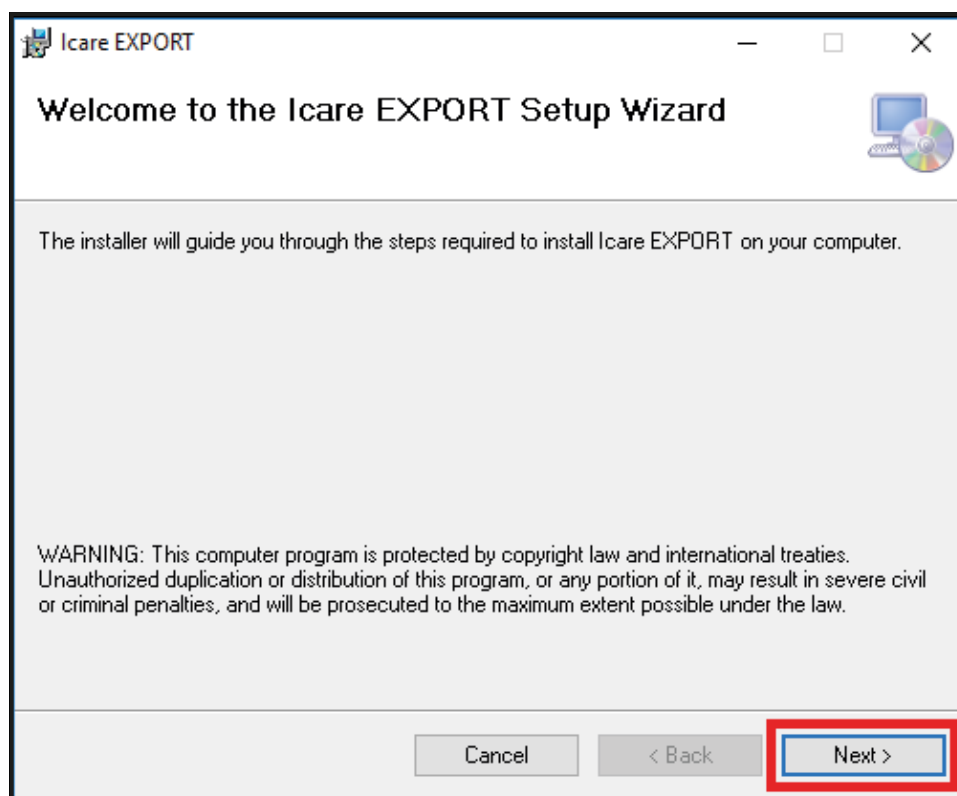 Icare EXPORT
Welcome to the Icare EXPORT Setup Wizard
The installer will guide you through the steps required to install Icare EXPORT on your computer.
WARNING: This computer program is protected by copyright law and international treaties.
Unauthorized duplication or distribution of this program, or any portion of it, may result in severe civil
or criminal penalties, and will be prosecuted to the maximum extent possible under the law.
Cancel
< Back
Next >